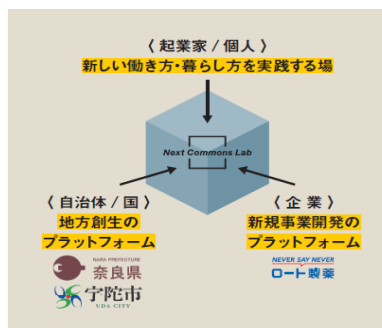 〈 起業家 / 個人 〉
新しい働き方・暮らし方を実践する場
Next Commons Lab
〈 自治体 / 国 〉
地方創生の
プラットフォーム
NARA PREFECTURE
奈良県
宇陀市
UDA CITY
〈 企業 〉
新規事業開発の
プラットフォーム
NEVER SAY NEVER
ロート製薬